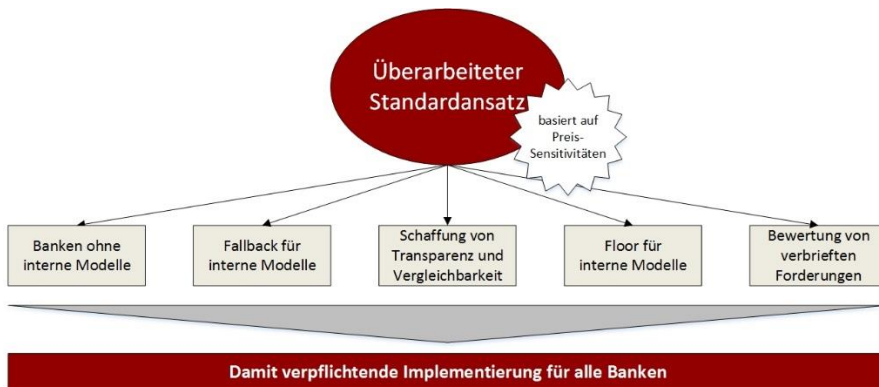 Überarbeiteter
Standardansatz
basiert auf
Preis-
Sensitivitäten
Banken ohne
interne Modelle
Fallback für
interne Modelle
Schaffung von
Transparenz und
Vergleichbarkeit
Floor für
interne Modelle
Bewertung von
verbrieften
Forderungen
Damit verpflichtende Implementierung für alle Banken